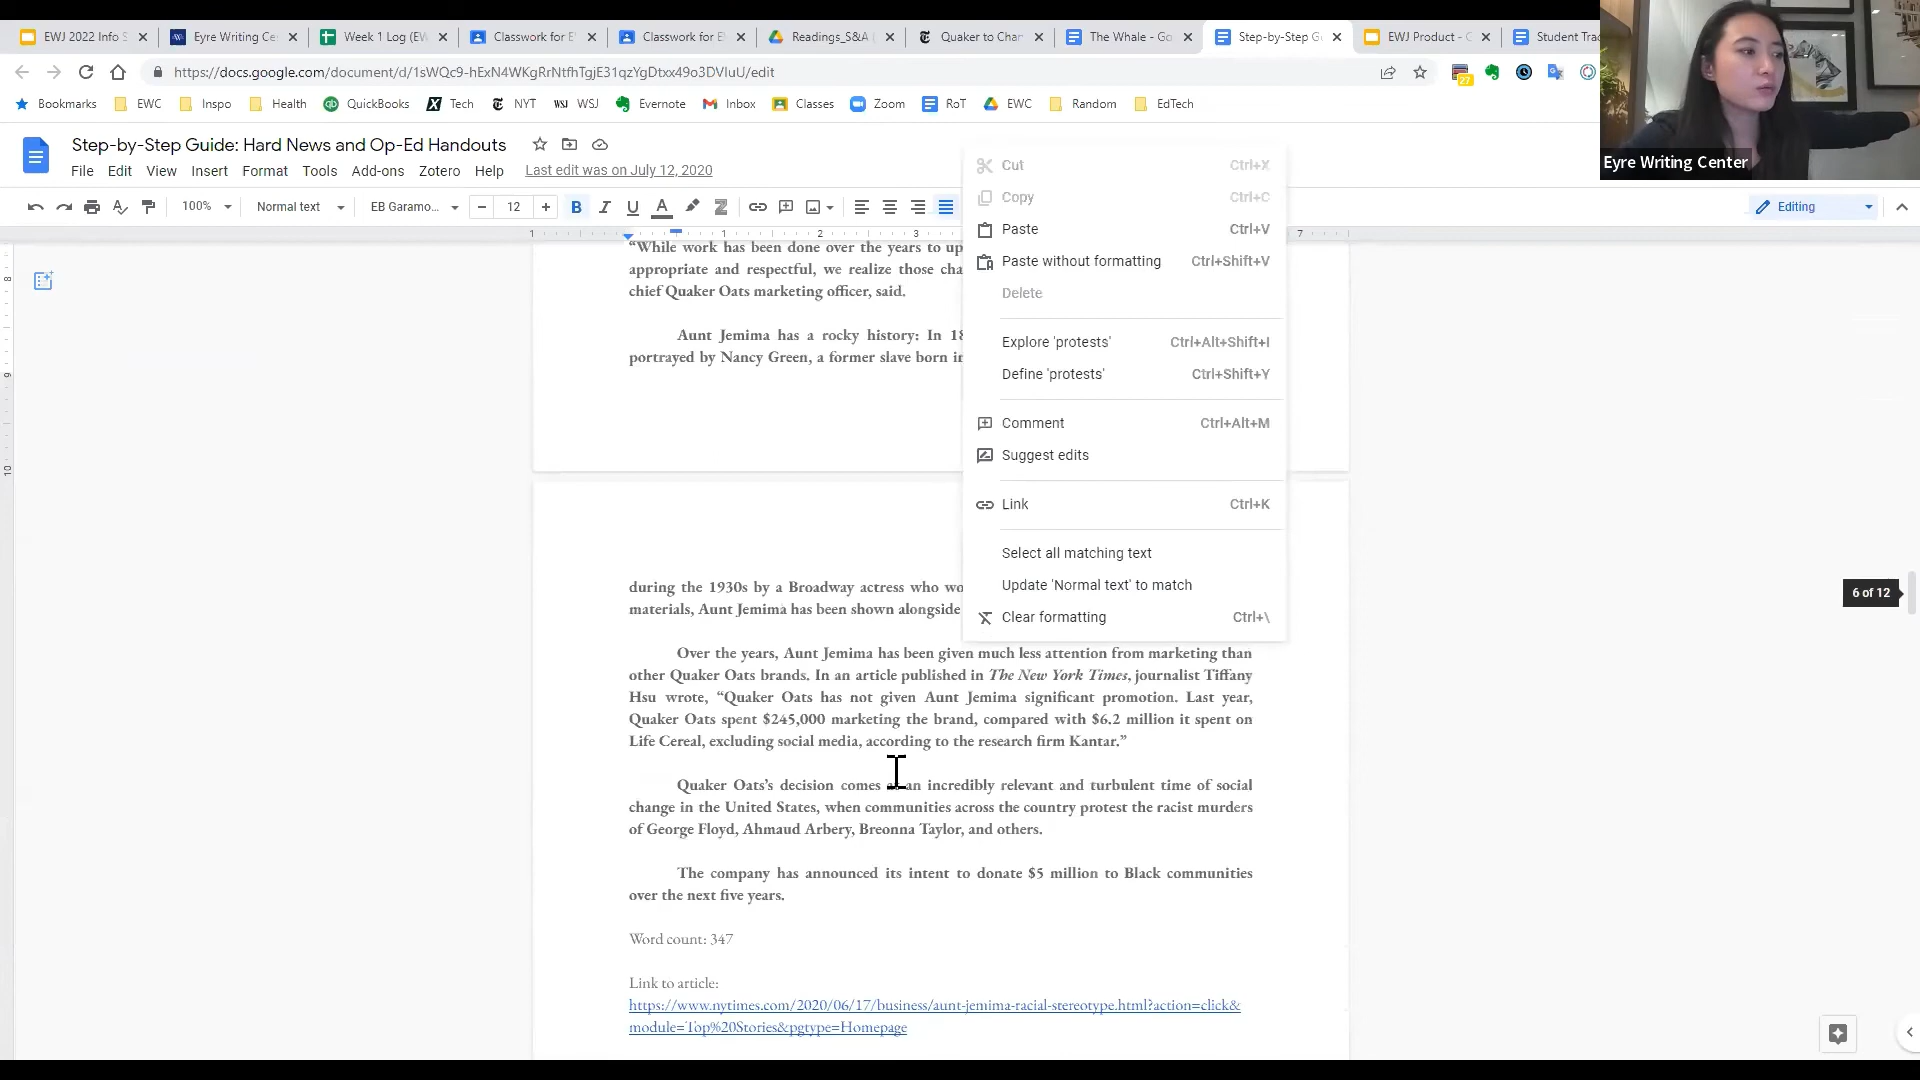 EWJ 2022 Info S
Eyre Writing Ce
Week 1 Log (EW
Classwork for E
Classwork for E
Readings_S&A (
Quaker to Char
The Whale - Go
Step-by-Step G
EWJ Product - C
Student Tra
https://docs.google.com/document/d/1sWQc9-hExN4WKgRrNtfhTgjE31qzYgDtxx49o3DVIuU/edit
27
Bookmarks
EWC
Inspo
Health
QuickBooks
Tech
NYT
WSJ
Evernote
Inbox
Classes
Zoom
RoT
EWC
Random
EdTech
Eyre Writing Center
Step-by-Step Guide: Hard News and Op-Ed Handouts
File Edit View Insert Format Tools Add-ons Zotero Help Last edit was on July 12, 2020
100% Normal text EB Garamo... 12 B I U A Editing
1 1 2 3 7
8
9
10
“While work has been done over the years to up
appropriate and respectful, we realize those cha
chief Quaker Oats marketing officer, said.
Aunt Jemima has a rocky history: In 18
portrayed by Nancy Green, a former slave born in
Cut Ctrl+X
Copy Ctrl+C
Paste Ctrl+V
Paste without formatting Ctrl+Shift+V
Delete
Explore 'protests' Ctrl+Alt+Shift+I
Define 'protests' Ctrl+Shift+Y
Comment Ctrl+Alt+M
Suggest edits
Link Ctrl+K
Select all matching text
Update 'Normal text' to match
Clear formatting Ctrl+\
6 of 12
during the 1930s by a Broadway actress who wo
materials, Aunt Jemima has been shown alongside
Over the years, Aunt Jemima has been given much less attention from marketing than
other Quaker Oats brands. In an article published in The New York Times, journalist Tiffany
Hsu wrote, “Quaker Oats has not given Aunt Jemima significant promotion. Last year,
Quaker Oats spent $245,000 marketing the brand, compared with $6.2 million it spent on
Life Cereal, excluding social media, according to the research firm Kantar.”
Quaker Oats’s decision comes an incredibly relevant and turbulent time of social
change in the United States, when communities across the country protest the racist murders
of George Floyd, Ahmaud Arbery, Breonna Taylor, and others.
The company has announced its intent to donate $5 million to Black communities
over the next five years.
Word count: 347
Link to article:
https://www.nytimes.com/2020/06/17/business/aunt-jemima-racial-stereotype.html?action=click&
module=Top%20Stories&pgtype=Homepage